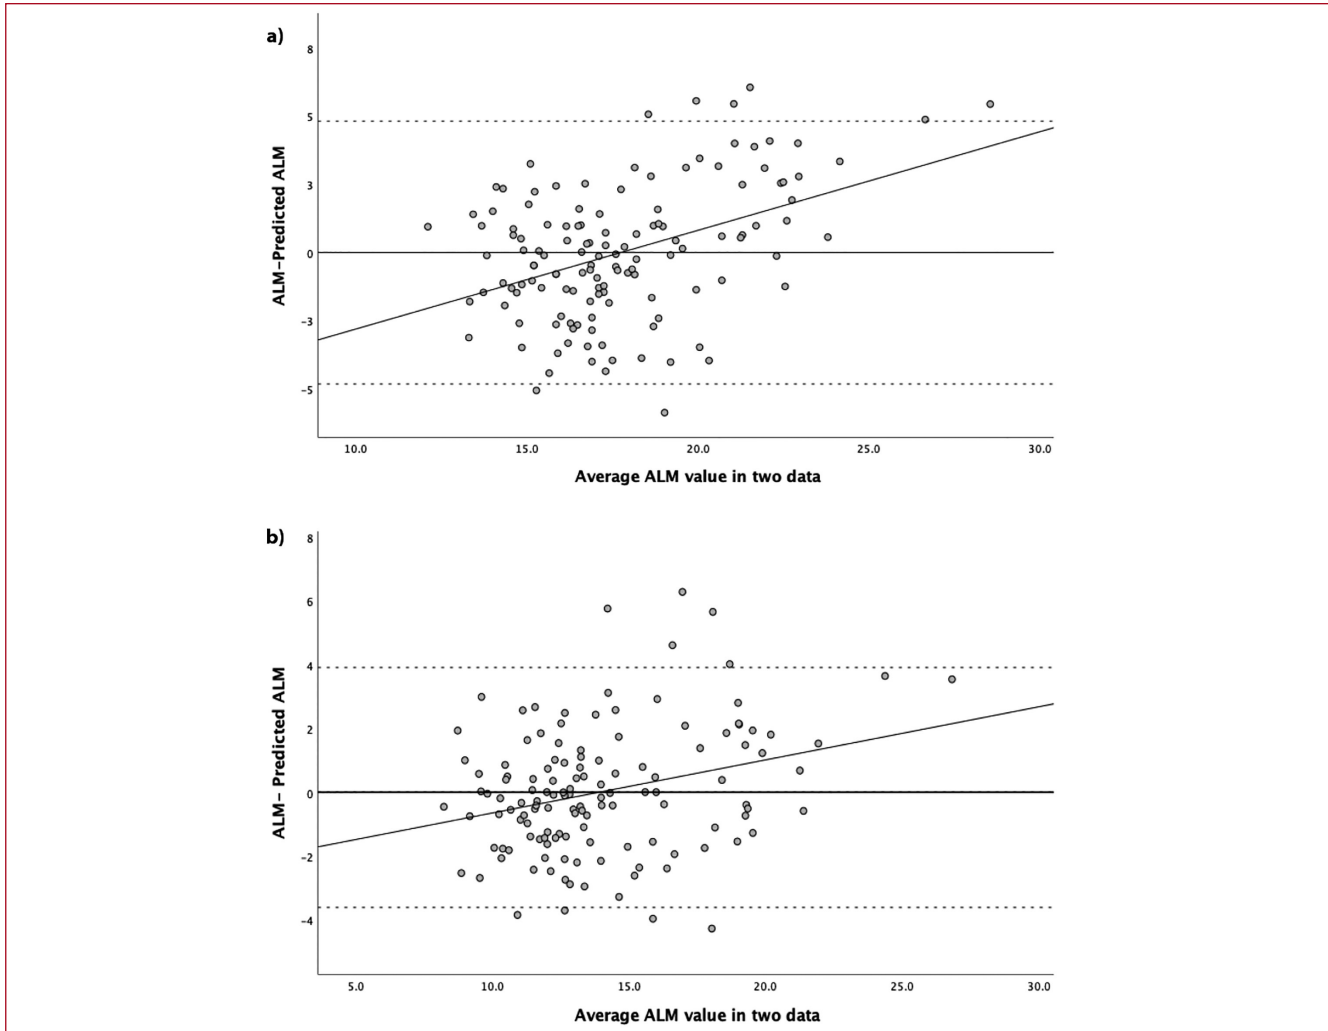 a)
8
5
3
0
-3
-5
ALM-Predicted ALM
10.0 15.0 20.0 25.0 30.0
Average ALM value in two data
b)
8
6
4
2
0
-2
-4
ALM- Predicted ALM
5.0 10.0 15.0 20.0 25.0 30.0
Average ALM value in two data